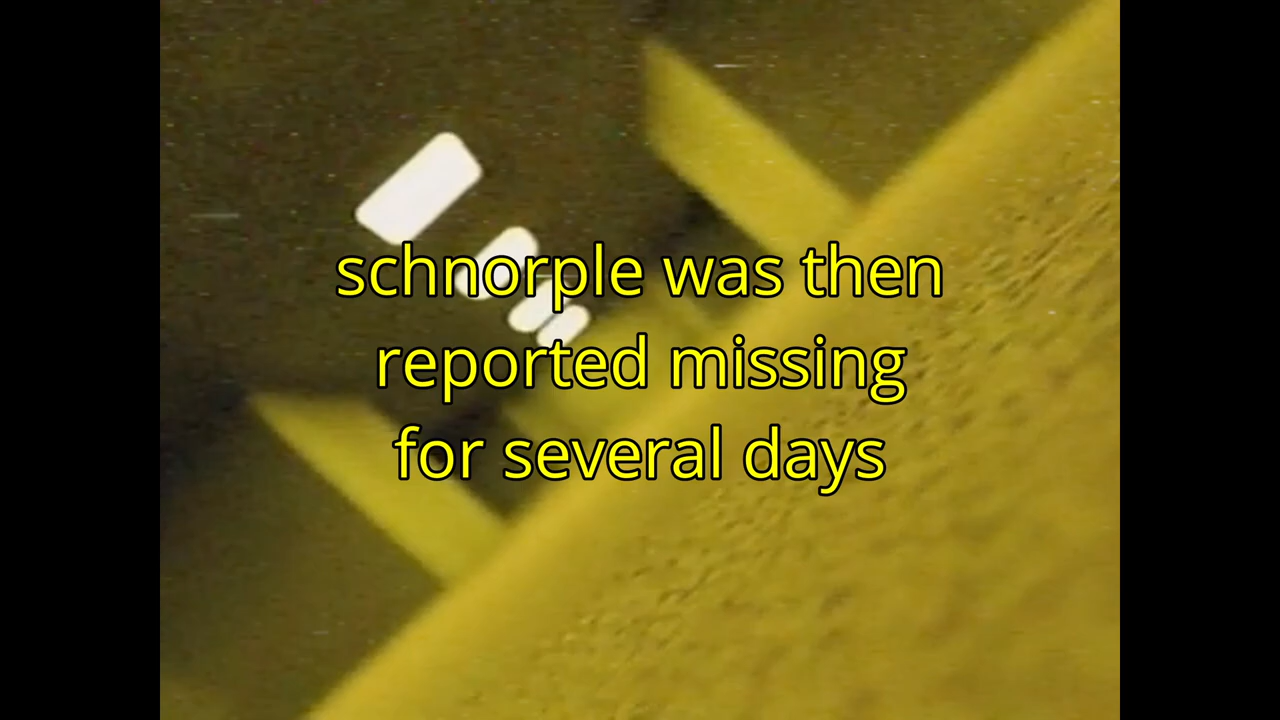 schnorple was then
reported missing
for several days